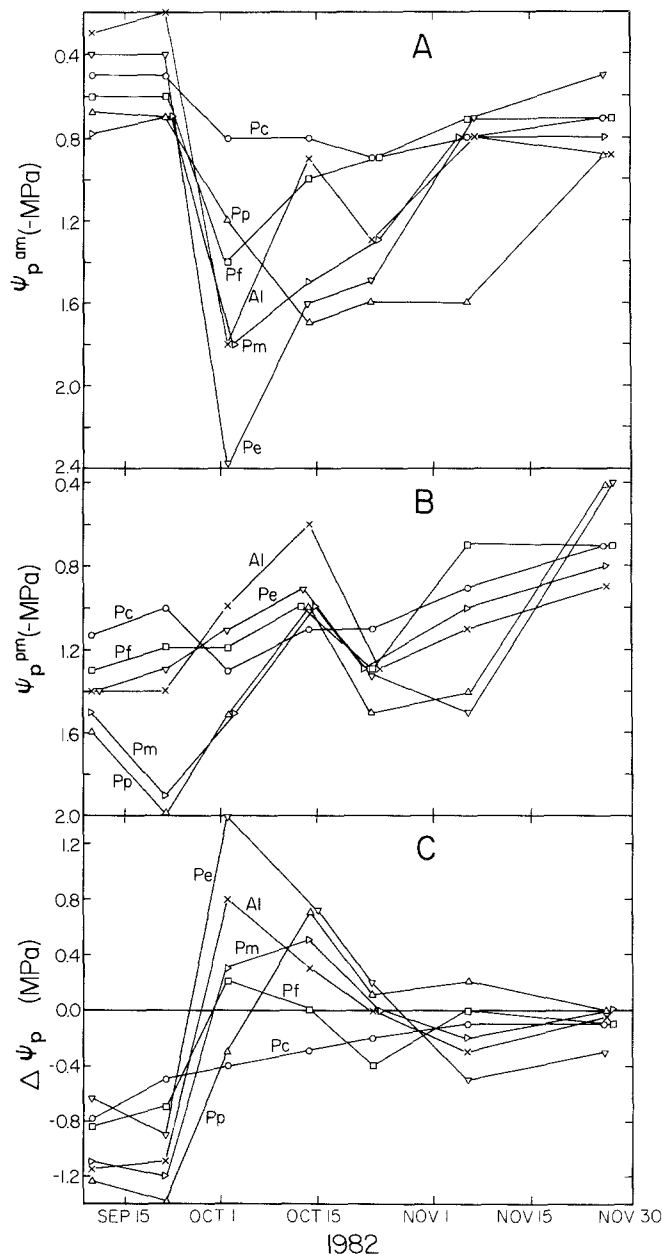 A
0.4
0.8
1.2
1.6
2.0
2.4
Ψp am (-MPa)
Pc
Pp
Pf
Al
Pm
Pe
B
0.4
0.8
1.2
1.6
2.0
Ψp pm (-MPa)
Al
Pe
Pc
Pf
Pm
Pp
C
1.2
0.8
0.4
0.0
-0.4
-0.8
-1.2
Δ Ψp (MPa)
Pe
Al
Pm
Pf
Pc
Pp
SEP 15 OCT 1 OCT 15 NOV 1 NOV 15 NOV 30
1982